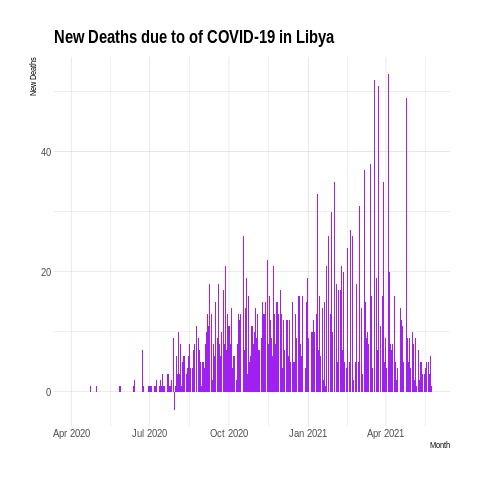 New Deaths due to of COVID-19 in Libya
New Deaths
40
20
0
Apr 2020 Jul 2020 Oct 2020 Jan 2021 Apr 2021
Month